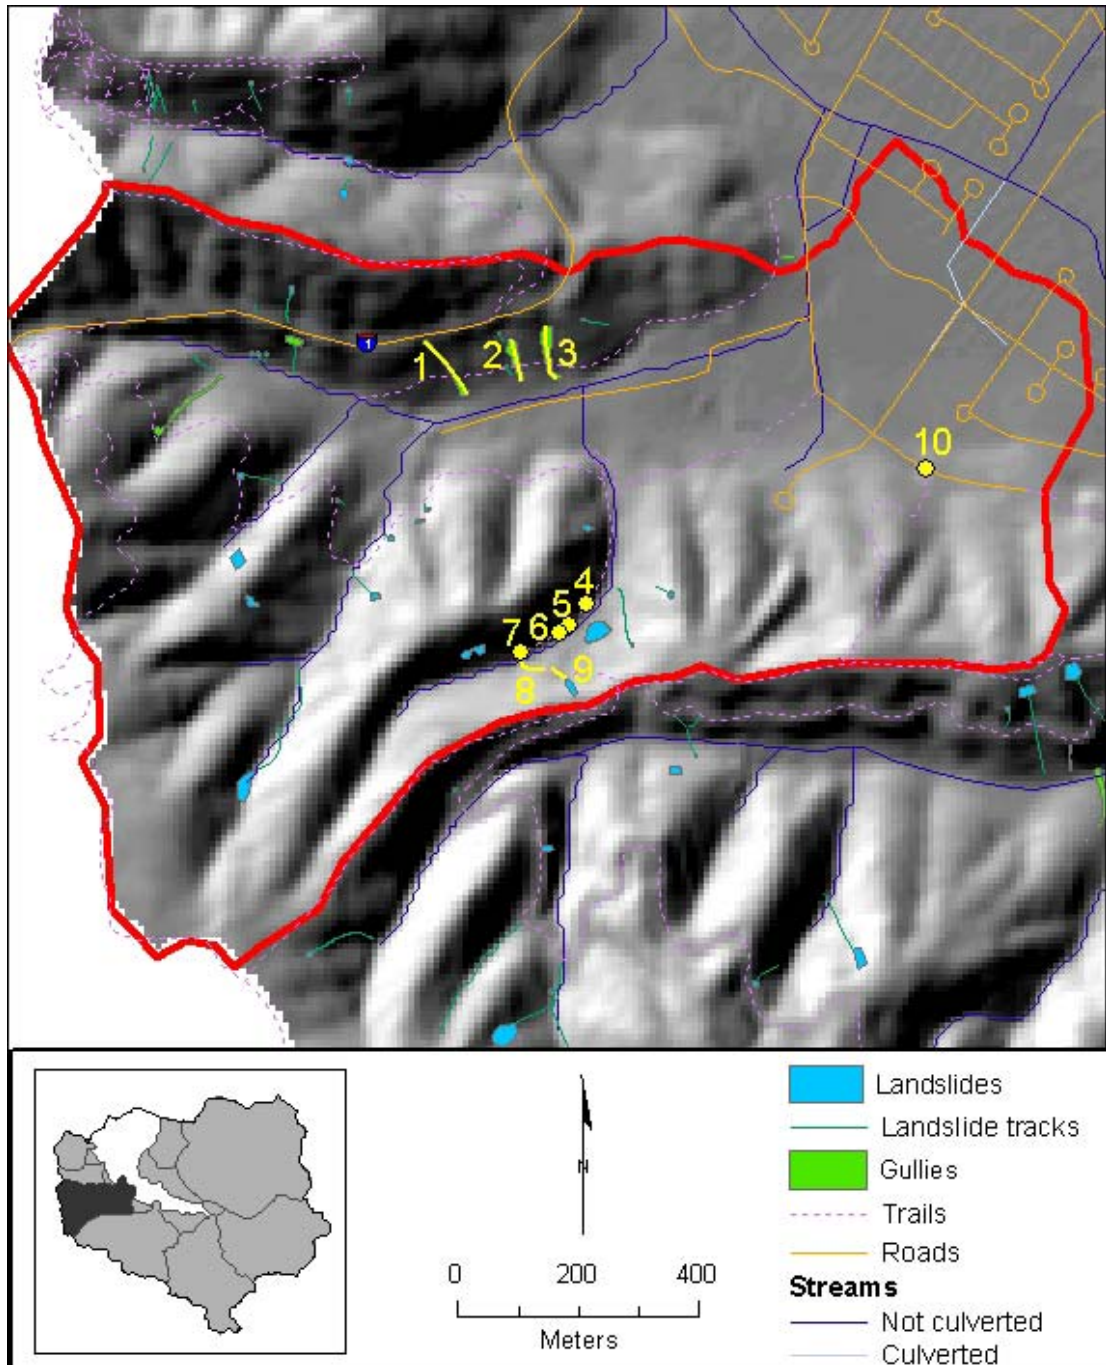 1
1
2
3
10
4
5
6
7
8
9
Landslides
Landslide tracks
Gullies
Trails
Roads
Streams
Not culverted
Culverted
N
0 200 400
Meters